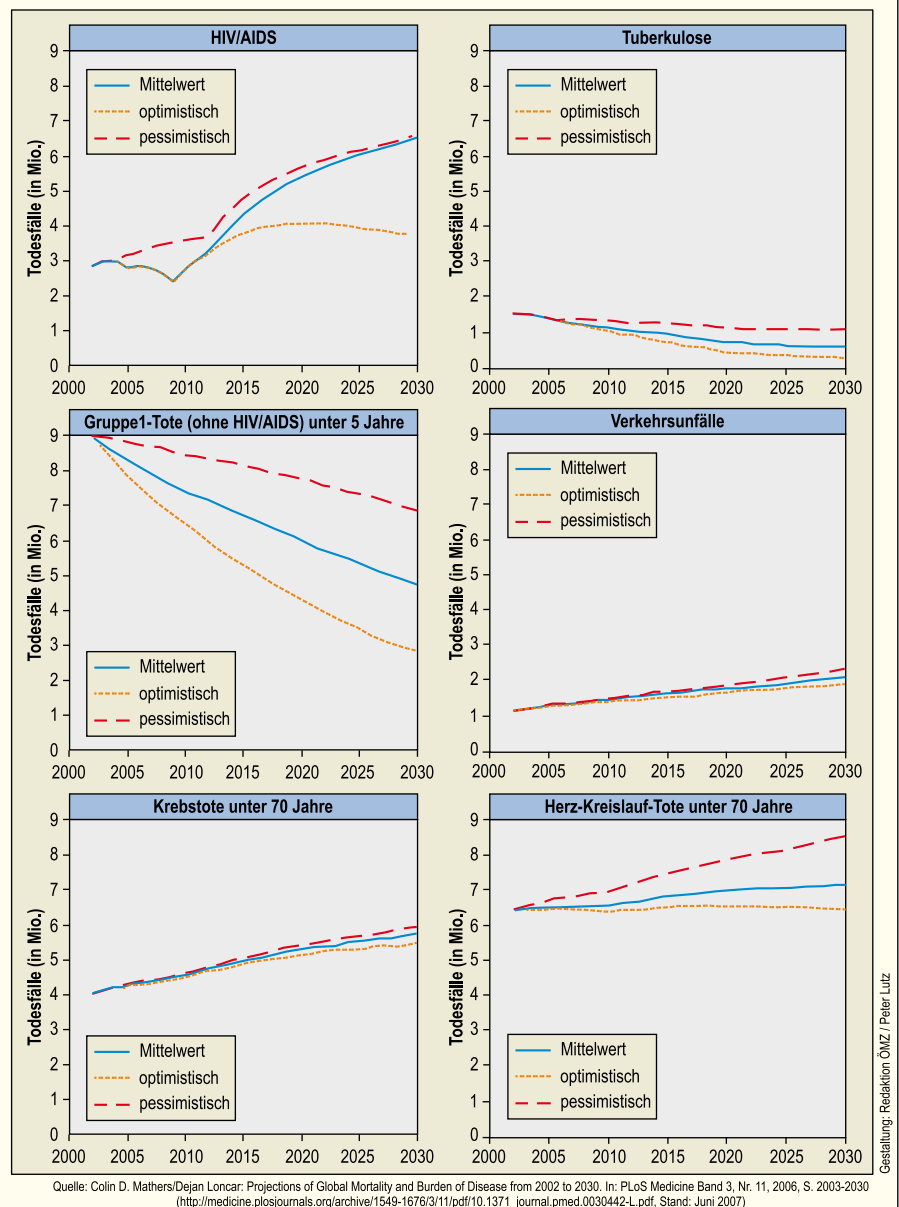 HIV/AIDS
9
8
7
6
5
4
3
2
1
0
Todesfälle (in Mio.)
Mittelwert
optimistisch
pessimistisch
2000 2005 2010 2015 2020 2025 2030
Tuberkulose
9
8
7
6
5
4
3
2
1
0
Todesfälle (in Mio.)
Mittelwert
optimistisch
pessimistisch
2000 2005 2010 2015 2020 2025 2030
Gruppe1-Tote (ohne HIV/AIDS) unter 5 Jahre
9
8
7
6
5
4
3
2
1
0
Todesfälle (in Mio.)
Mittelwert
optimistisch
pessimistisch
2000 2005 2010 2015 2020 2025 2030
Verkehrsunfälle
9
8
7
6
5
4
3
2
1
0
Todesfälle (in Mio.)
Mittelwert
optimistisch
pessimistisch
2000 2005 2010 2015 2020 2025 2030
Krebstote unter 70 Jahre
9
8
7
6
5
4
3
2
1
0
Todesfälle (in Mio.)
Mittelwert
optimistisch
pessimistisch
2000 2005 2010 2015 2020 2025 2030
Herz-Kreislauf-Tote unter 70 Jahre
9
8
7
6
5
4
3
2
1
0
Todesfälle (in Mio.)
Mittelwert
optimistisch
pessimistisch
2000 2005 2010 2015 2020 2025 2030
Gestaltung: Redaktion ÖMZ / Peter Lutz
Quelle: Colin D. Mathers/Dejan Loncar: Projections of Global Mortality and Burden of Disease from 2002 to 2030. In: PLoS Medicine Band 3, Nr. 11, 2006, S. 2003-2030
(http://medicine.plosjournals.org/archive/1549-1676/3/11/pdf/10.1371_journal.pmed.0030442-L.pdf, Stand: Juni 2007)